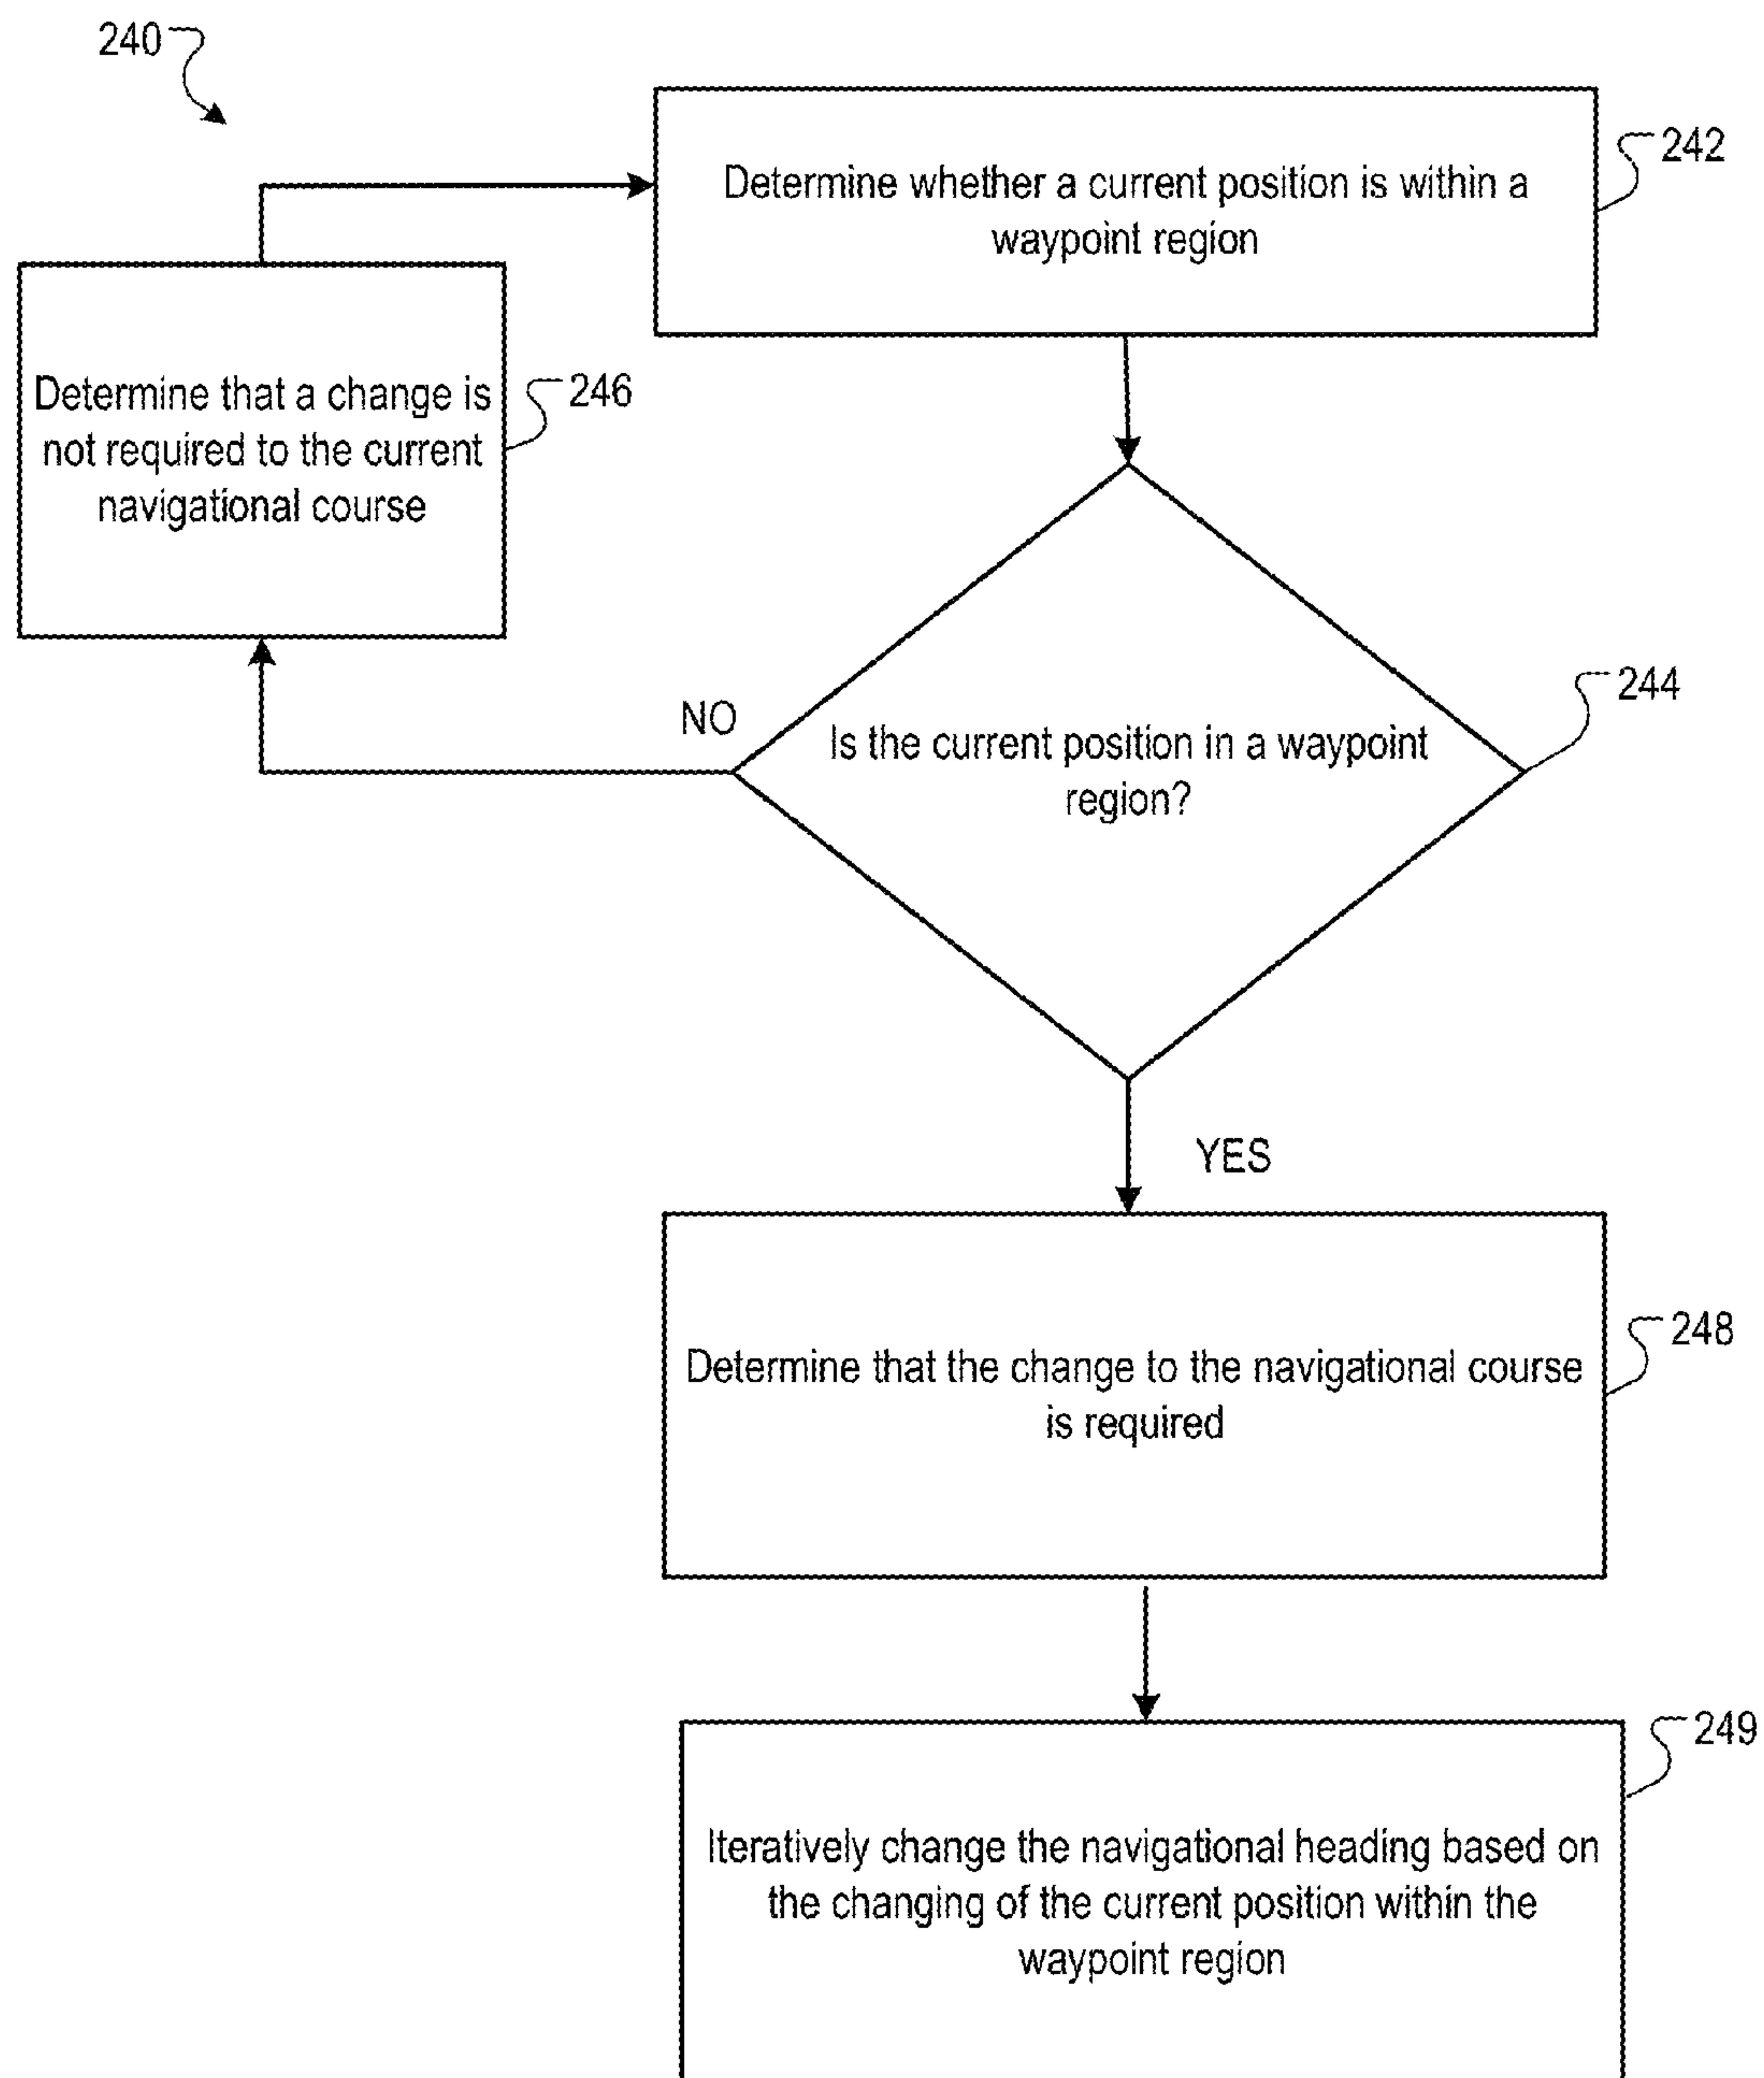 240
Determine whether a current position is within a
waypoint region
242
Determine that a change is
not required to the current
navigational course
246
NO
Is the current position in a waypoint
region?
244
YES
Determine that the change to the navigational course
is required
248
Iteratively change the navigational heading based on
the changing of the current position within the
waypoint region
249